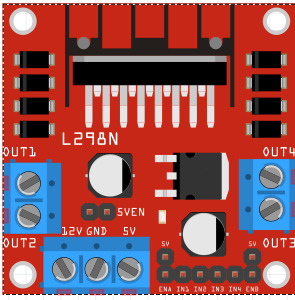 L298N
OUT1 OUT4
5VEN
OUT2 12V GND 5V OUT3
5V 5V
ENA IN1 IN2 IN3 IN4 ENB